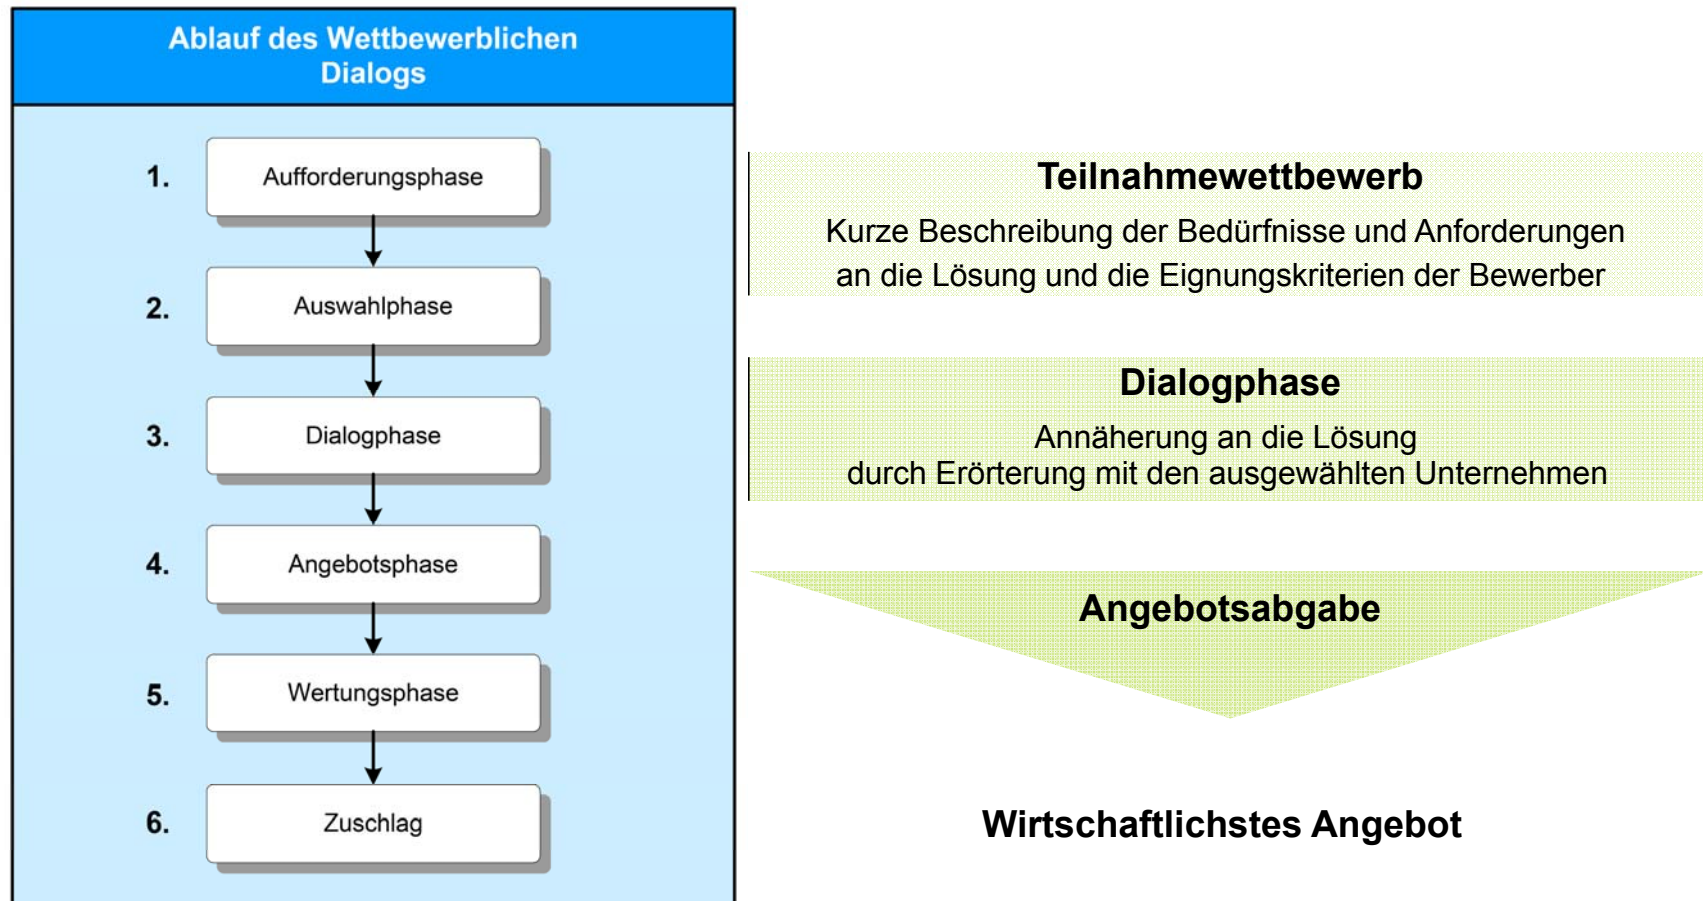 Ablauf des Wettbewerblichen
Dialogs
1.
Aufforderungsphase
2.
Auswahlphase
3.
Dialogphase
4.
Angebotsphase
5.
Wertungsphase
6.
Zuschlag
Teilnahmewettbewerb
Kurze Beschreibung der Bedürfnisse und Anforderungen
an die Lösung und die Eignungskriterien der Bewerber
Dialogphase
Annäherung an die Lösung
durch Erörterung mit den ausgewählten Unternehmen
Angebotsabgabe
Wirtschaftlichstes Angebot